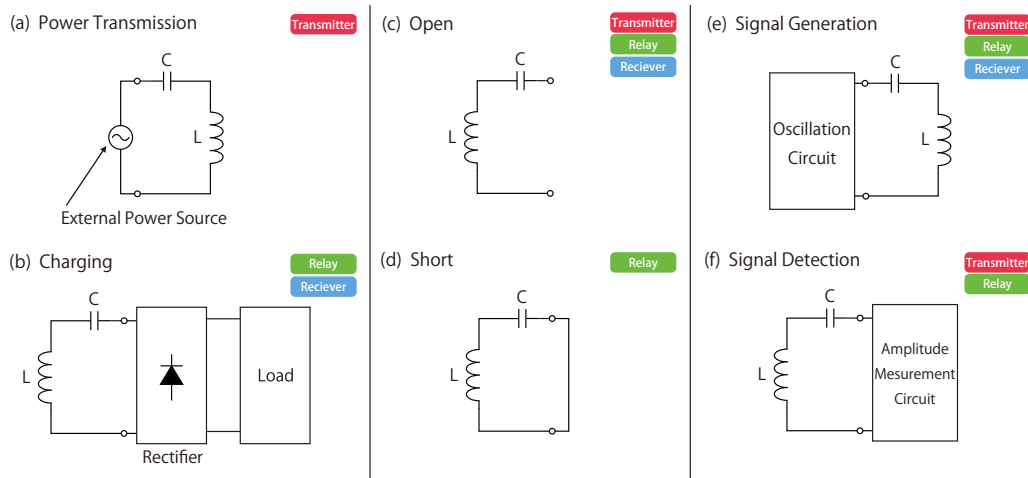 (a) Power Transmission
Transmitter
C
L
External Power Source
(b) Charging
Relay
Reciever
C
L
Load
Rectifier
(c) Open
Transmitter
Relay
Reciever
C
L
(d) Short
Relay
C
L
(e) Signal Generation
Transmitter
Relay
Reciever
C
Oscillation
Circuit
L
(f) Signal Detection
Transmitter
Relay
C
L
Amplitude
Mesurement
Circuit